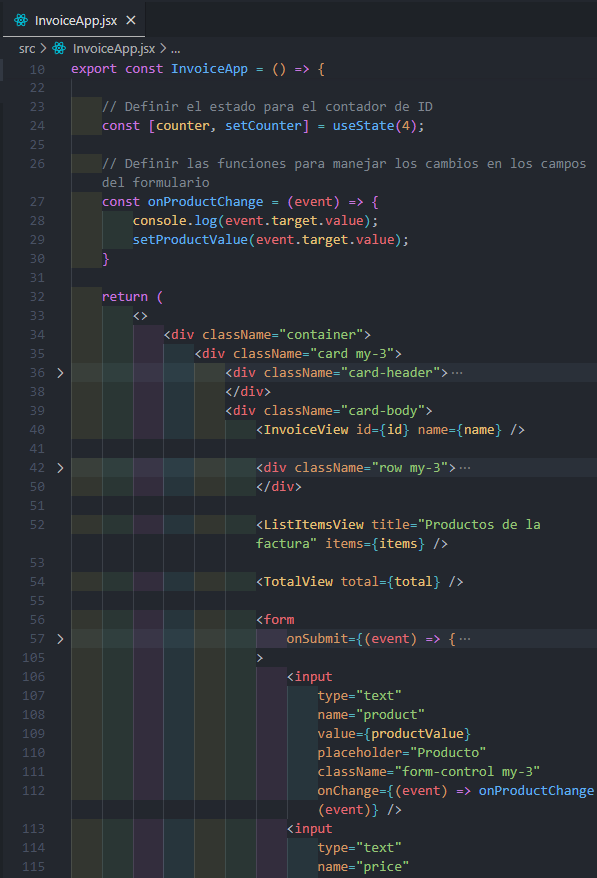 InvoiceApp.jsx ×
src > InvoiceApp.jsx > ...
10 export const InvoiceApp = () => {
22
23 // Definir el estado para el contador de ID
24 const [counter, setCounter] = useState(4);
25
26 // Definir las funciones para manejar los cambios en los campos
del formulario
27 const onProductChange = (event) => {
28 console.log(event.target.value);
29 setProductValue(event.target.value);
30 }
31
32 return (
33 <>
34 <div className="container">
35 <div className="card my-3">
36 > <div className="card-header">···
38 </div>
39 <div className="card-body">
40 <InvoiceView id={id} name={name} />
41
42 > <div className="row my-3">···
50 </div>
51
52 <ListItemsView title="Productos de la
factura" items={items} />
53
54 <TotalView total={total} />
55
56 <form
57 > onSubmit={(event) => {···
105 >
106 <input
107 type="text"
108 name="product"
109 value={productValue}
110 placeholder="Producto"
111 className="form-control my-3"
112 onChange={(event) => onProductChange
(event)} />
113 <input
114 type="text"
115 name="price"